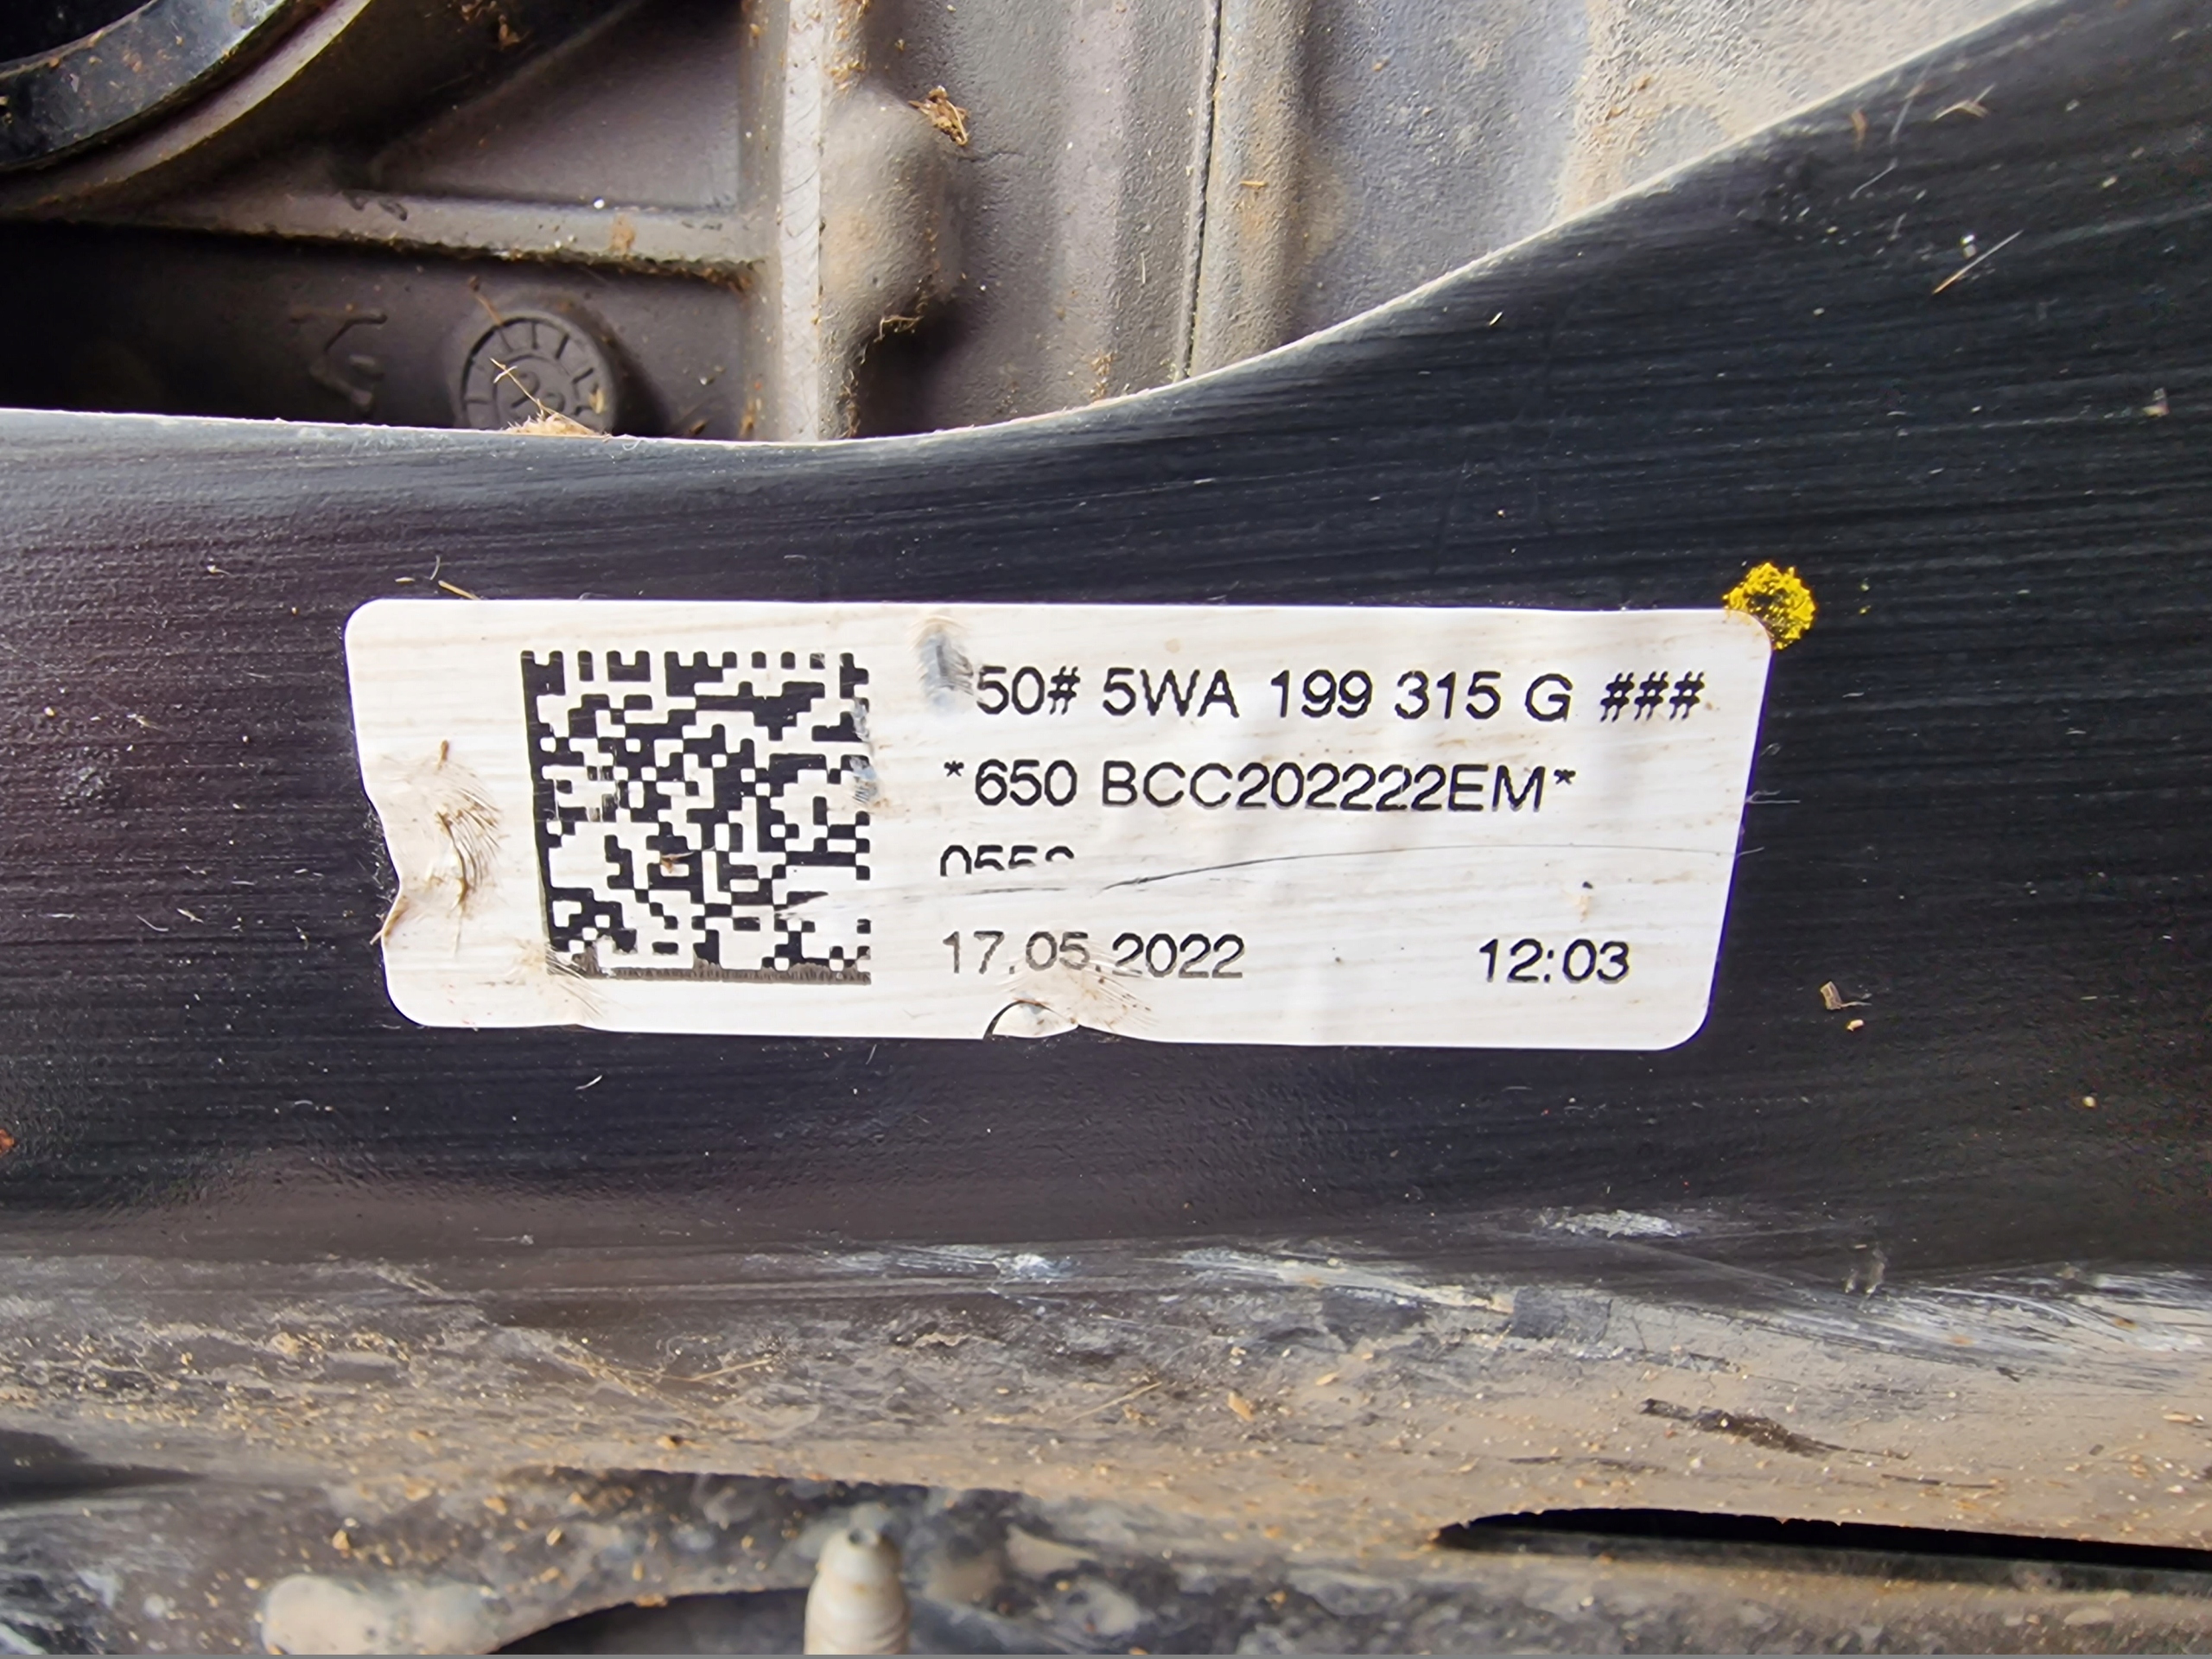 50# 5WA 199 315 G ###
*650 BCC202222EM*
17.05.2022 12:03